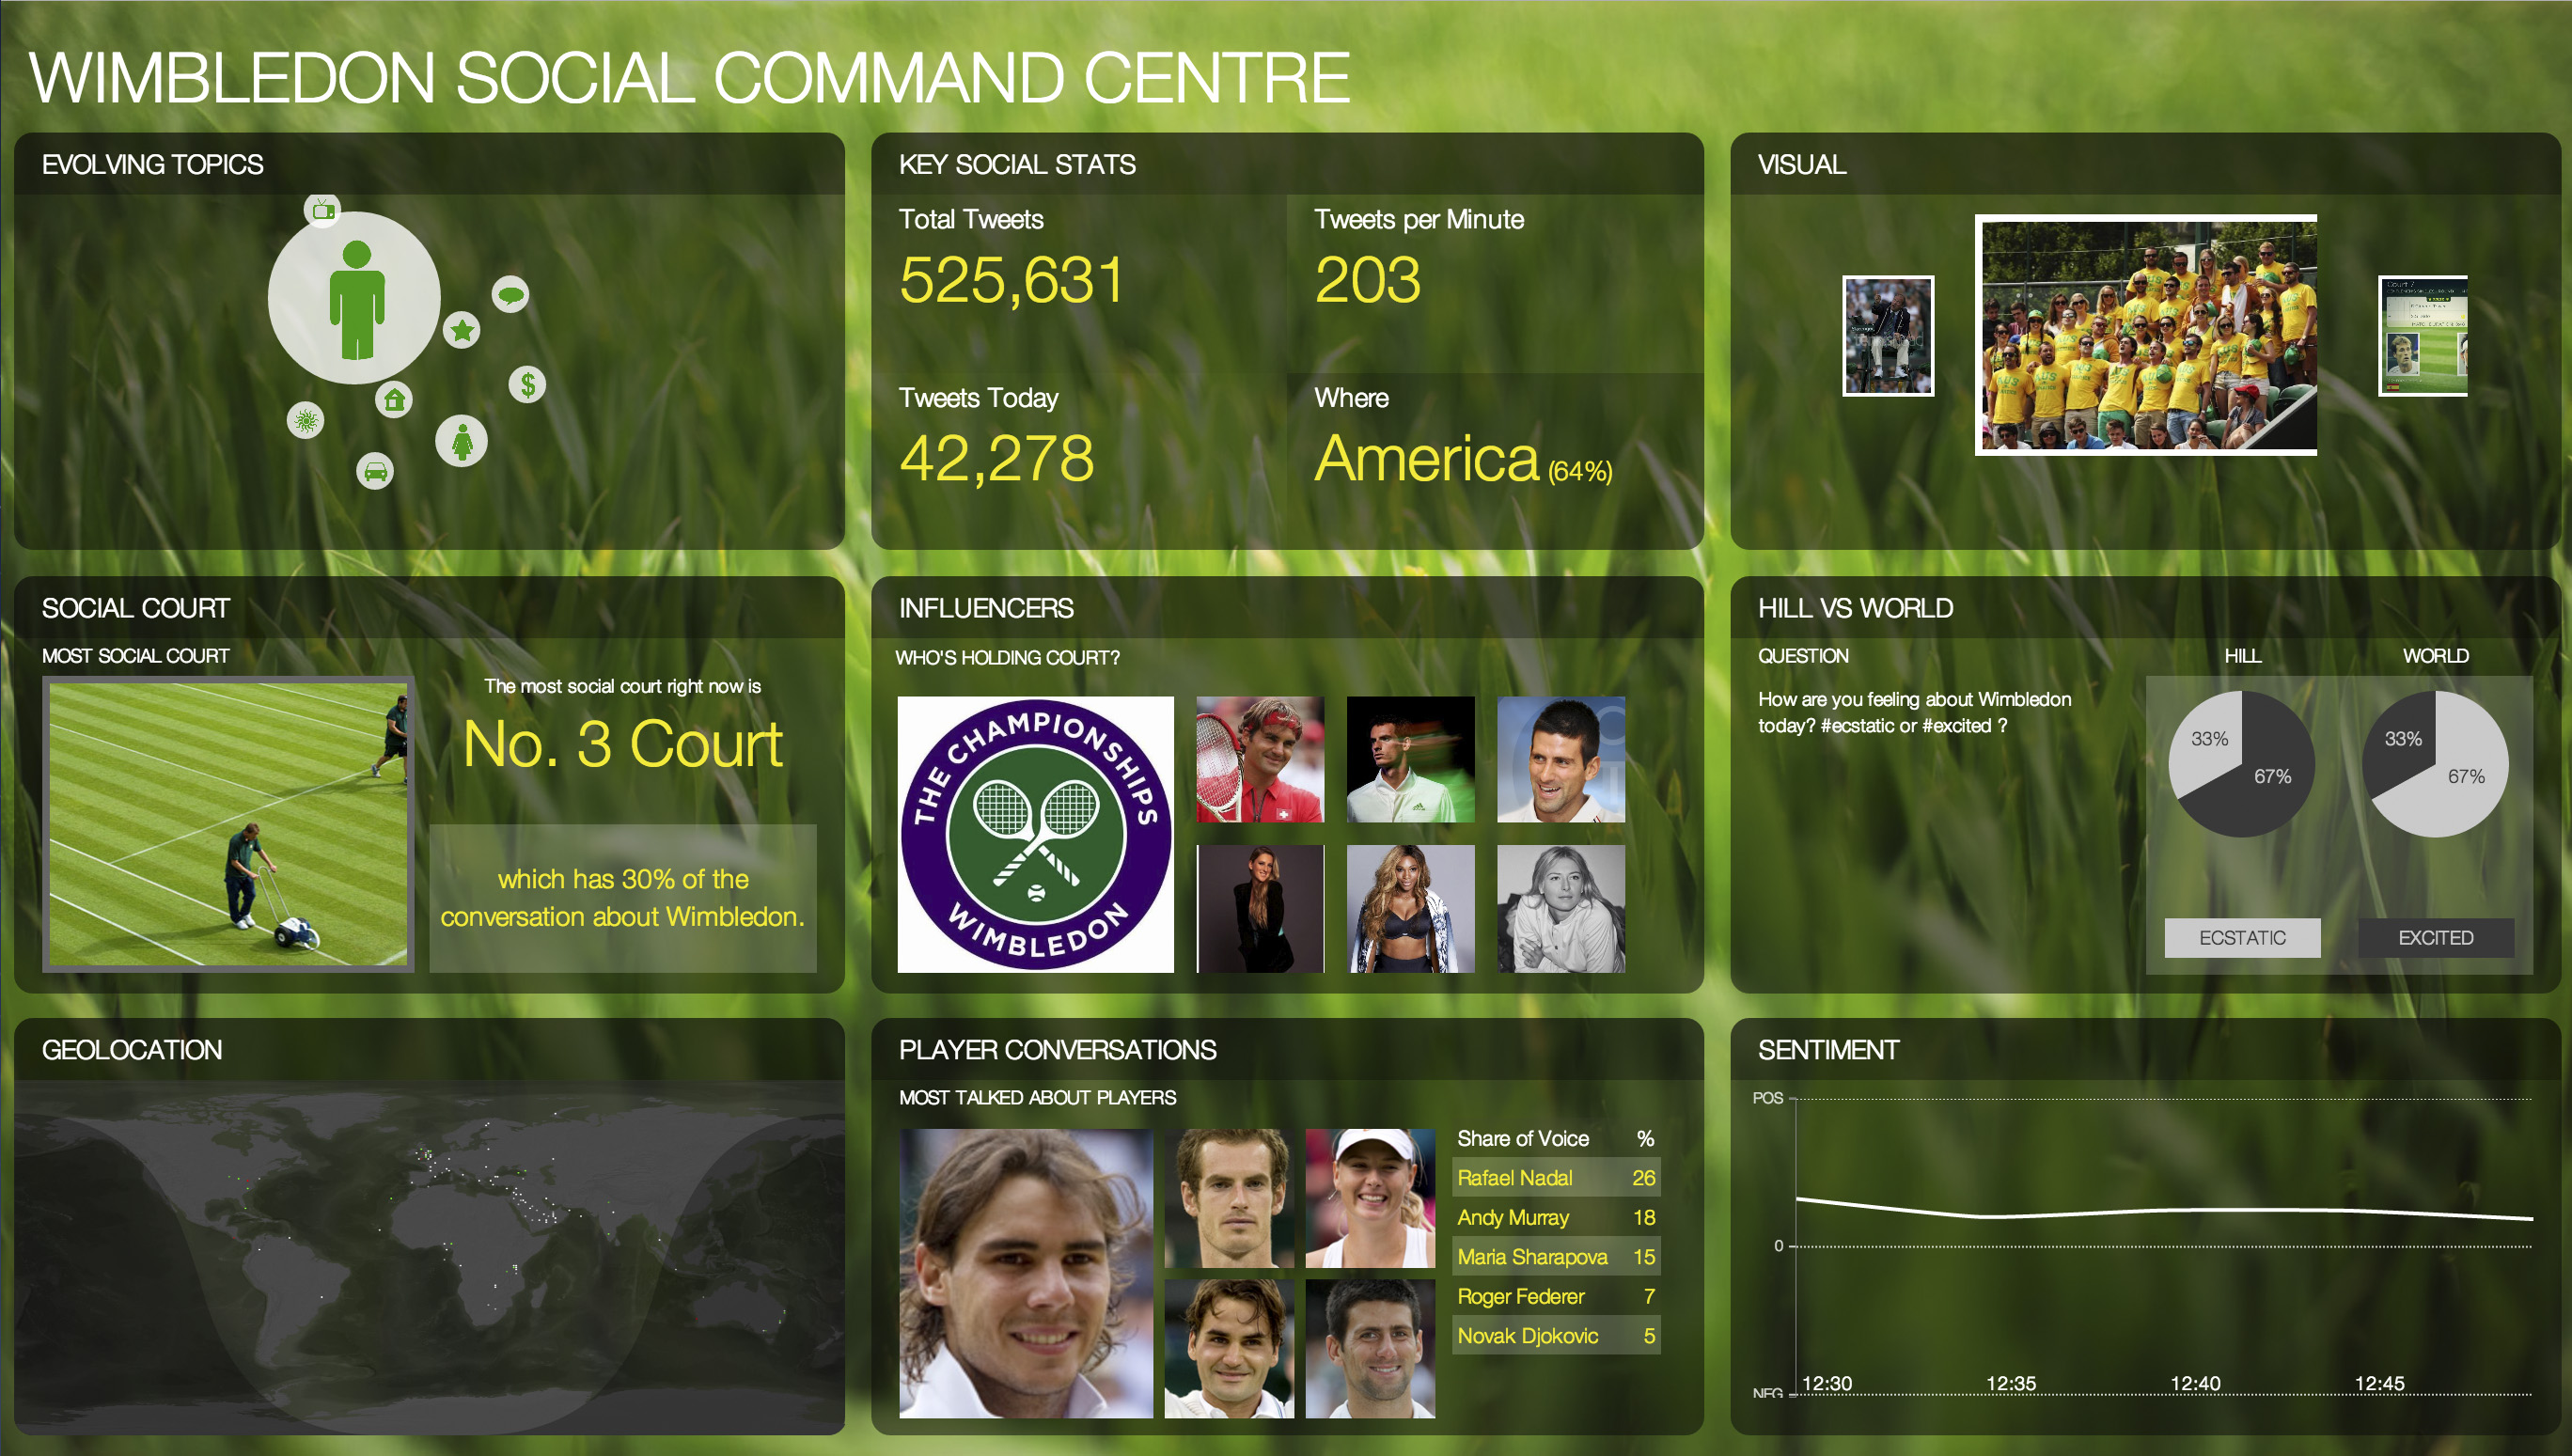 WIMBLEDON SOCIAL COMMAND CENTRE
EVOLVING TOPICS
KEY SOCIAL STATS
Total Tweets
525,631
Tweets per Minute
203
Tweets Today
42,278
Where
America (64%)
VISUAL
Court 7
SOCIAL COURT
MOST SOCIAL COURT
The most social court right now is
No. 3 Court
which has 30% of the
conversation about Wimbledon.
INFLUENCERS
WHO'S HOLDING COURT?
THE CHAMPIONSHIPS
WIMBLEDON
HILL VS WORLD
QUESTION
How are you feeling about Wimbledon
today? #ecstatic or #excited ?
HILL
WORLD
33%
67%
33%
67%
ECSTATIC
EXCITED
GEOLOCATION
PLAYER CONVERSATIONS
MOST TALKED ABOUT PLAYERS
Share of Voice %
Rafael Nadal 26
Andy Murray 18
Maria Sharapova 15
Roger Federer 7
Novak Djokovic 5
SENTIMENT
POS
0
NEG
12:30 12:35 12:40 12:45